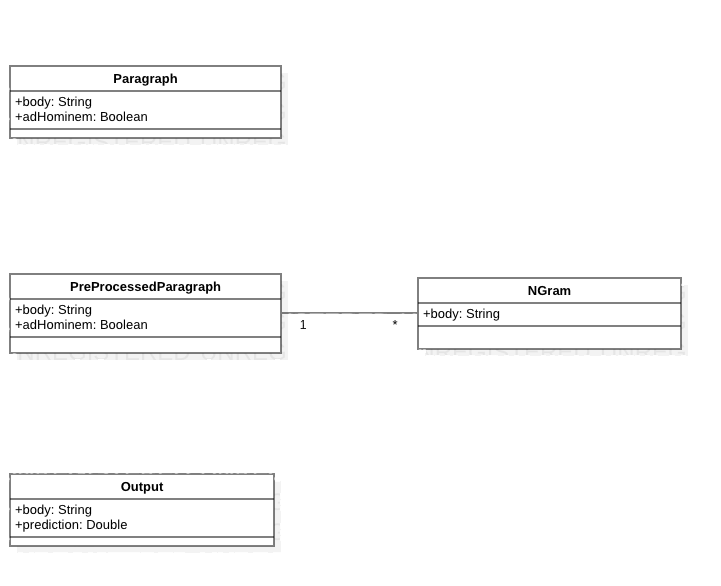 Paragraph
+body: String
+adHominem: Boolean
PreProcessedParagraph
+body: String
+adHominem: Boolean
NGram
+body: String
1
*
Output
+body: String
+prediction: Double